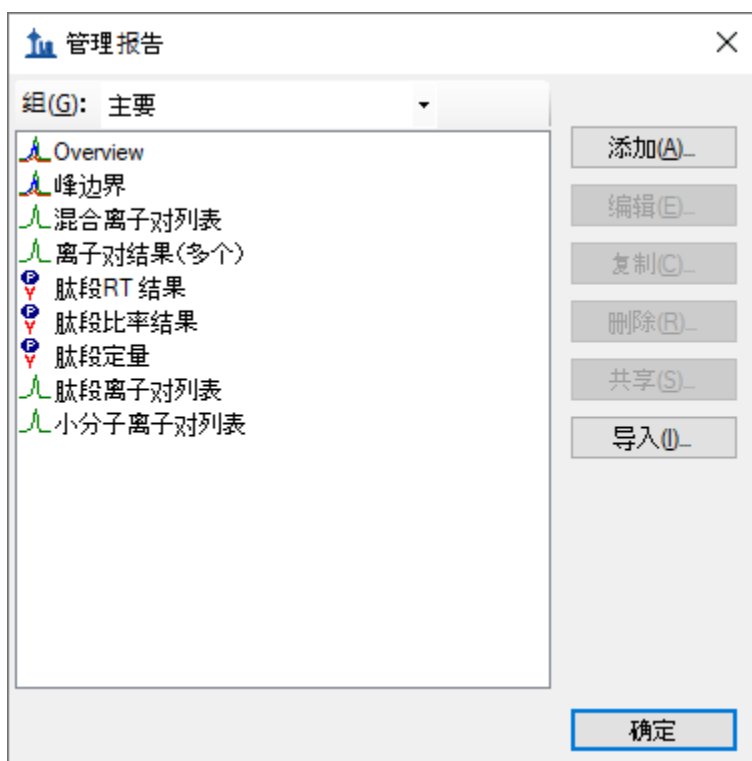 管理报告
组(G): 主要
Overview
峰边界
混合离子对列表
离子对结果(多个)
肽段RT 结果
肽段比率结果
肽段定量
肽段离子对列表
小分子离子对列表
添加(A)...
编辑(E)...
复制(C)...
删除(R)...
共享(S)...
导入(I)...
确定